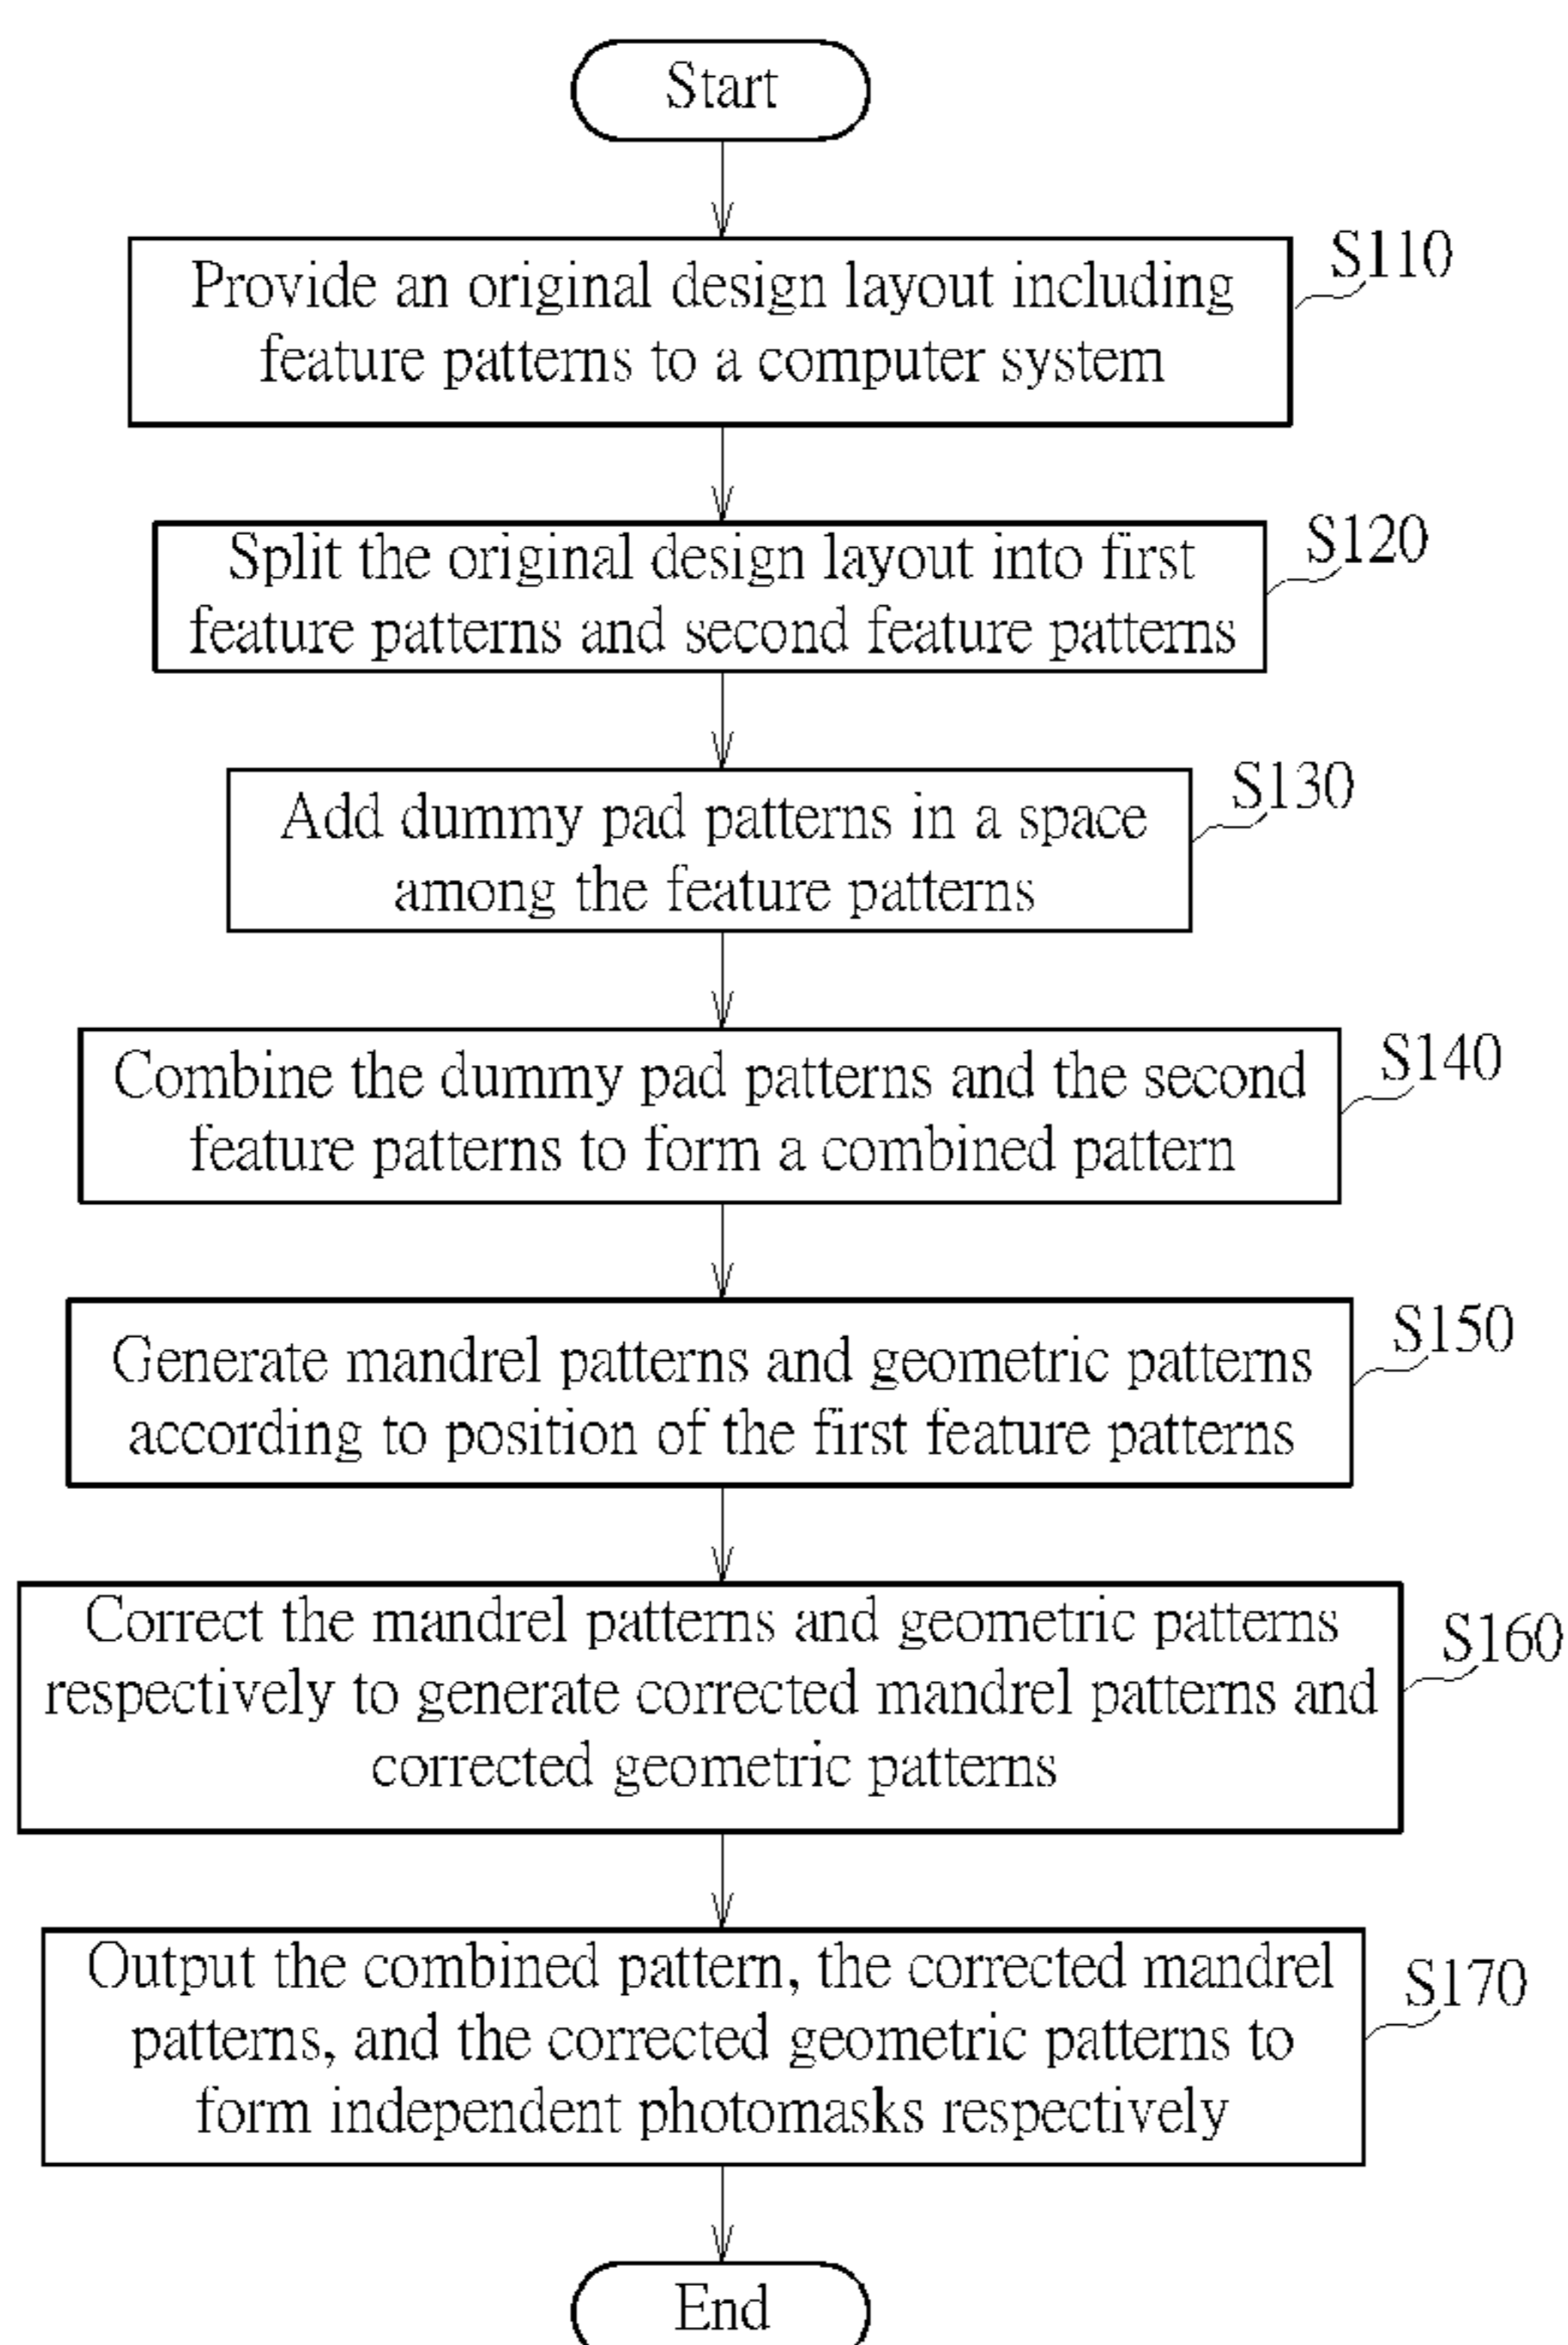 Start
S110
Provide an original design layout including
feature patterns to a computer system
S120
Split the original design layout into first
feature patterns and second feature patterns
S130
Add dummy pad patterns in a space
among the feature patterns
S140
Combine the dummy pad patterns and the second
feature patterns to form a combined pattern
S150
Generate mandrel patterns and geometric patterns
according to position of the first feature patterns
S160
Correct the mandrel patterns and geometric patterns
respectively to generate corrected mandrel patterns and
corrected geometric patterns
S170
Output the combined pattern, the corrected mandrel
patterns, and the corrected geometric patterns to
form independent photomasks respectively
End